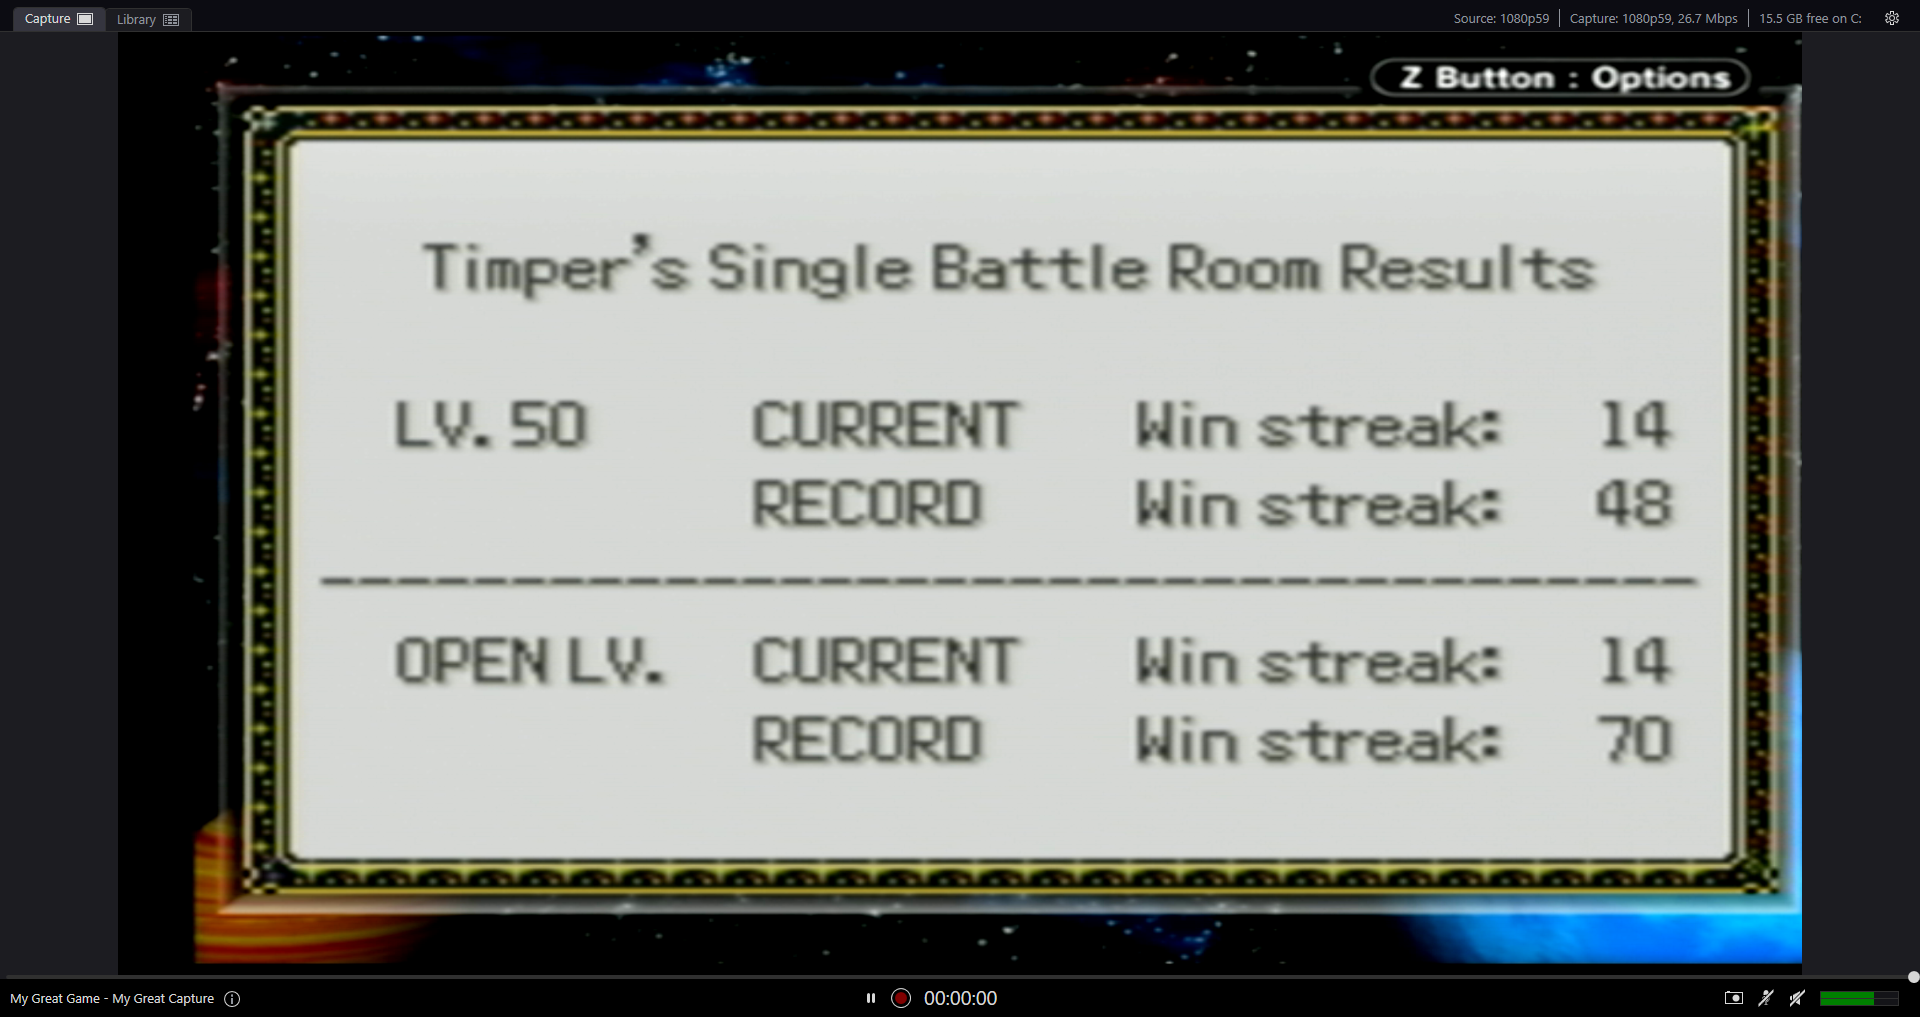 Capture
Library
Source: 1080p59
Capture: 1080p59, 26.7 Mbps
15.5 GB free on C:
Z Button : Options
Timper's Single Battle Room Results
LV. 50 CURRENT Win streak: 14
RECORD Win streak: 48
OPEN LV. CURRENT Win streak: 14
RECORD Win streak: 70
My Great Game - My Great Capture
00:00:00